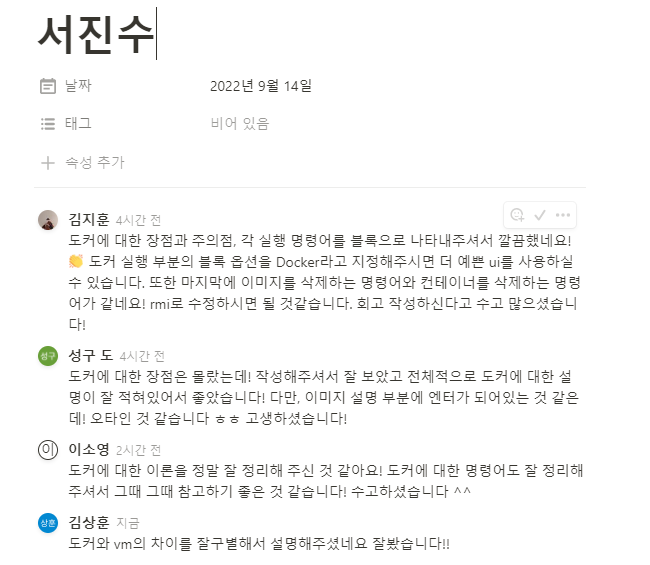 서진수
날짜 2022년 9월 14일
태그 비어 있음
속성 추가
김지훈 4시간 전
도커에 대한 장점과 주의점, 각 실행 명령어를 블록으로 나타내주셔서 깔끔했네요!
👏 도커 실행 부분의 블록 옵션을 Docker라고 지정해주시면 더 예쁜 ui를 사용하실
수 있습니다. 또한 마지막에 이미지를 삭제하는 명령어와 컨테이너를 삭제하는 명령
어가 같네요! rmi로 수정하시면 될 것같습니다. 회고 작성하신다고 수고 많으셨습니
다!
성구 성구 도 4시간 전
도커에 대한 장점은 몰랐는데! 작성해주셔서 잘 보았고 전체적으로 도커에 대한 설
명이 잘 적혀있어서 좋았습니다! 다만, 이미지 설명 부분에 엔터가 되어있는 것 같은
데! 오타인 것 같습니다 ㅎㅎ 고생하셨습니다!
이 이소영 2시간 전
도커에 대한 이론을 정말 잘 정리해 주신 것 같아요! 도커에 대한 명령어도 잘 정리해
주셔서 그때 그때 참고하기 좋은 것 같습니다! 수고하셨습니다 ^^
상훈 김상훈 지금
도커와 vm의 차이를 잘구별해서 설명해주셨네요 잘봤습니다!!